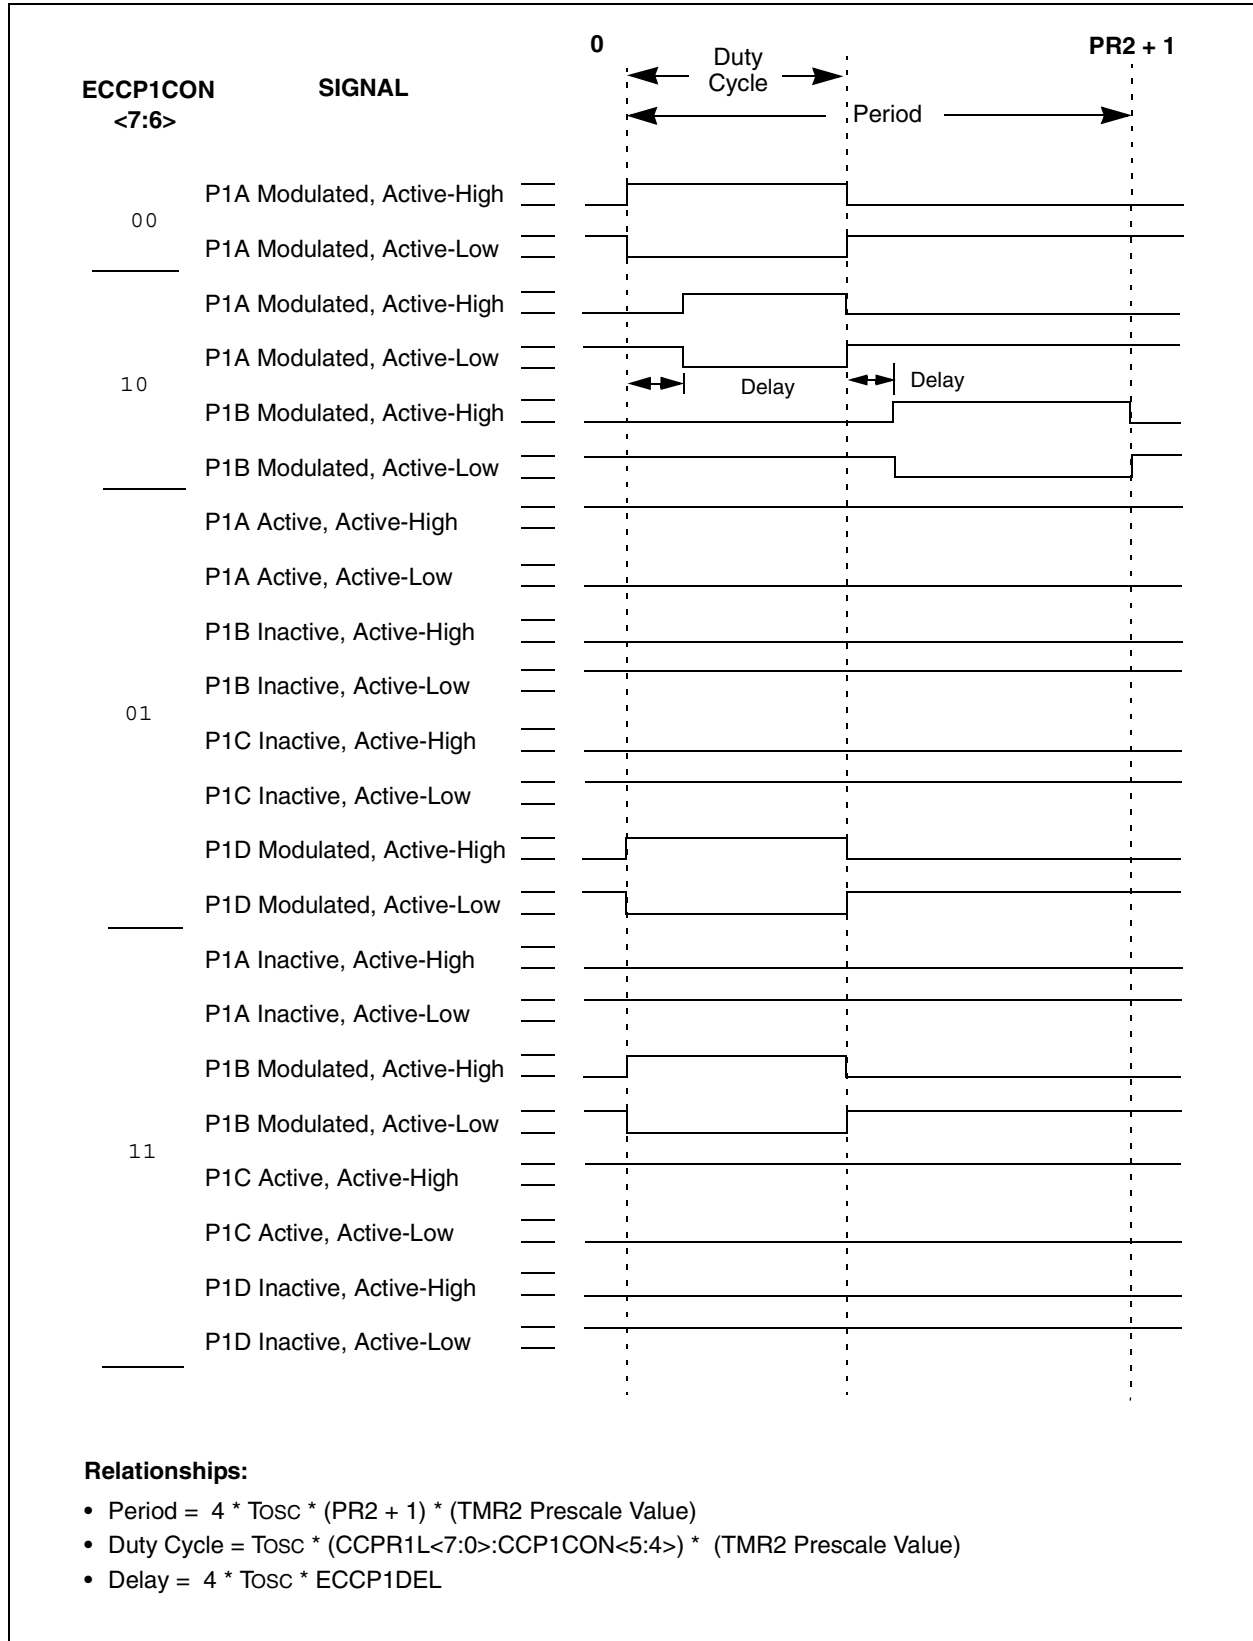 0 PR2 + 1
Duty
Cycle
ECCP1CON SIGNAL
<7:6>
Period
P1A Modulated, Active-High
00
P1A Modulated, Active-Low
P1A Modulated, Active-High
P1A Modulated, Active-Low
10
Delay Delay
P1B Modulated, Active-High
P1B Modulated, Active-Low
P1A Active, Active-High
P1A Active, Active-Low
P1B Inactive, Active-High
P1B Inactive, Active-Low
01
P1C Inactive, Active-High
P1C Inactive, Active-Low
P1D Modulated, Active-High
P1D Modulated, Active-Low
P1A Inactive, Active-High
P1A Inactive, Active-Low
P1B Modulated, Active-High
P1B Modulated, Active-Low
11
P1C Active, Active-High
P1C Active, Active-Low
P1D Inactive, Active-High
P1D Inactive, Active-Low
Relationships:
• Period = 4 * TOSC * (PR2 + 1) * (TMR2 Prescale Value)
• Duty Cycle = TOSC * (CCPR1L<7:0>:CCP1CON<5:4>) * (TMR2 Prescale Value)
• Delay = 4 * TOSC * ECCP1DEL